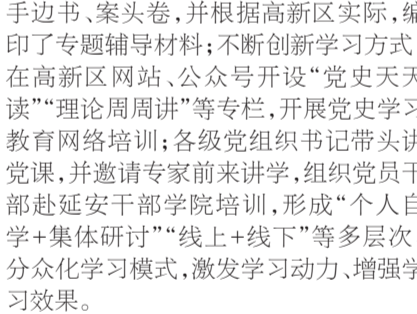 手边书、案头卷,并根据高新区实际,编
印了专题辅导材料;不断创新学习方式
在高新区网站、公众号开设“党史天天
读”“理论周周讲”等专栏,开展党史学习
教育网络培训;各级党组织书记带头讲
党课,并邀请专家前来讲学,组织党员干
部赴延安干部学院培训,形成“个人自
学+集体研讨”“线上+线下”等多层次
分众化学习模式,激发学习动力、增强学
习效果。